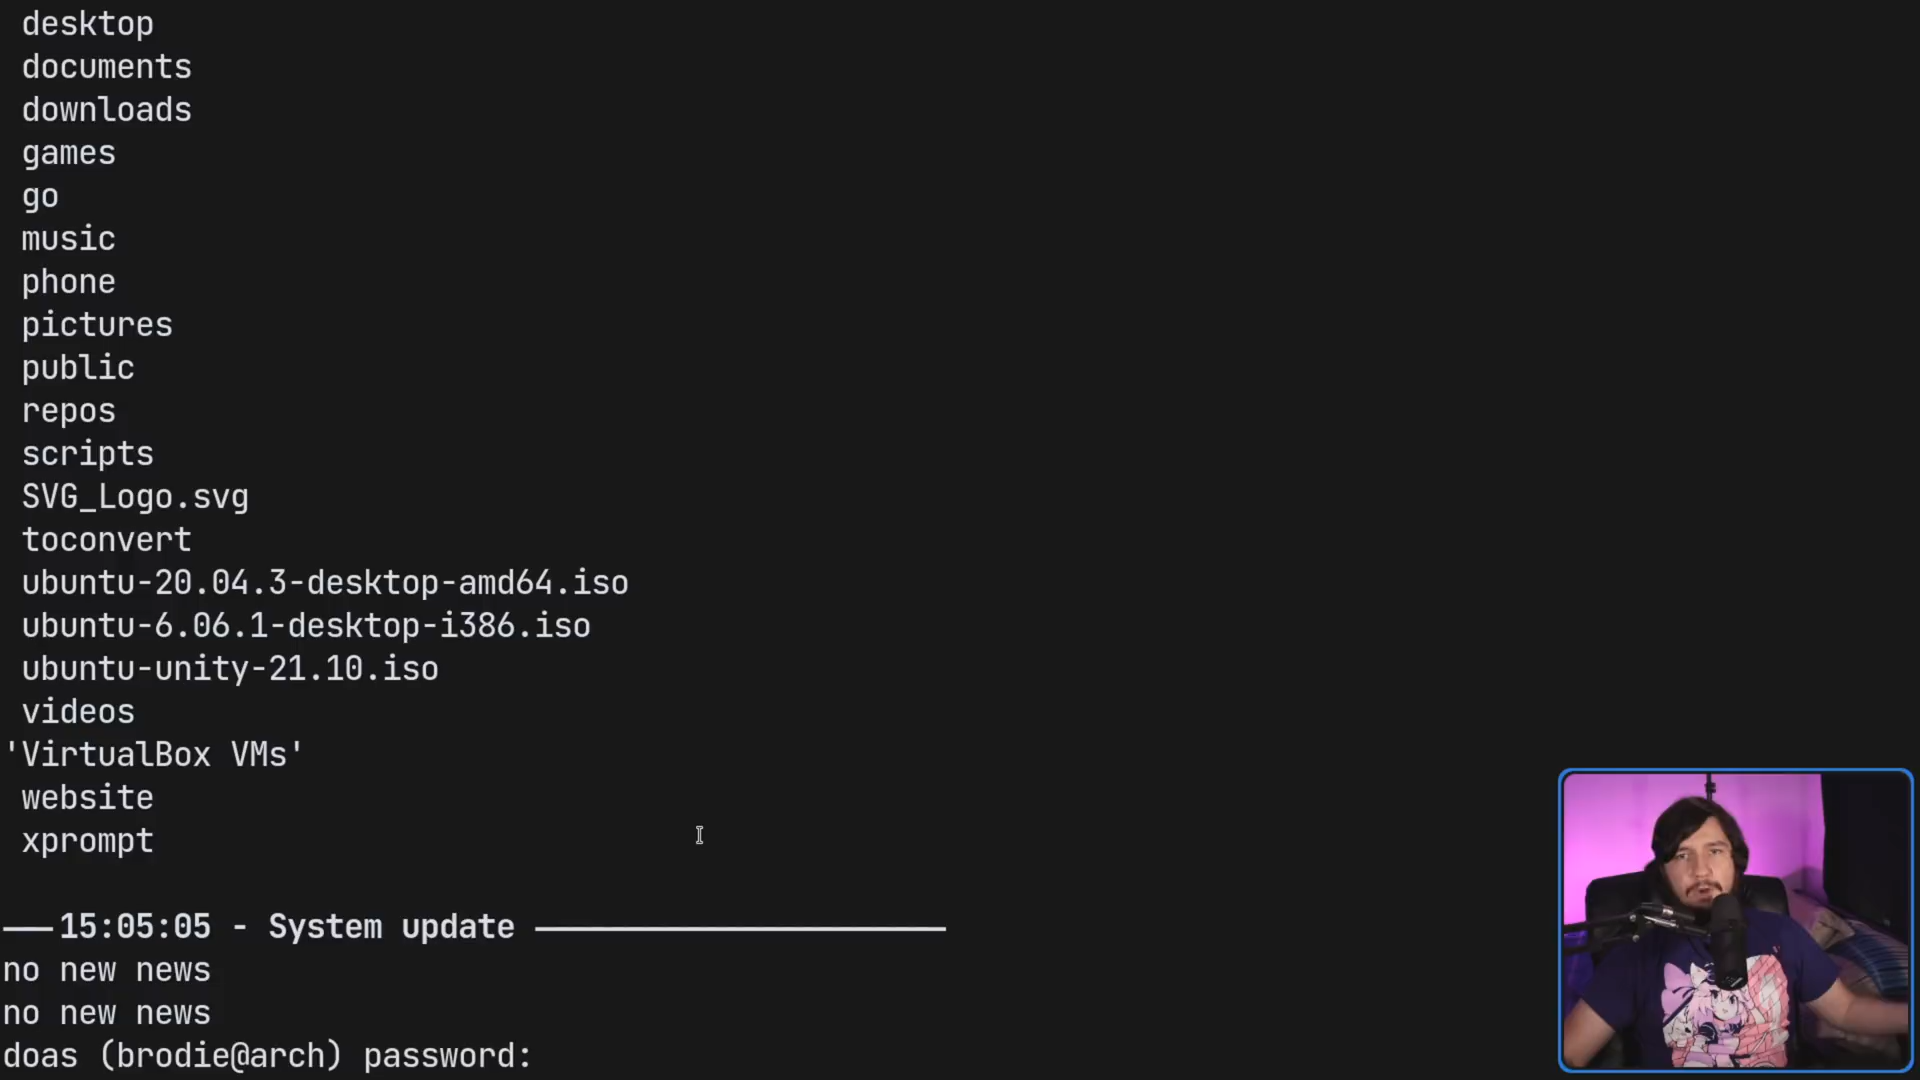 desktop
documents
downloads
games
go
music
phone
pictures
public
repos
scripts
SVG_Logo.svg
toconvert
ubuntu-20.04.3-desktop-amd64.iso
ubuntu-6.06.1-desktop-i386.iso
ubuntu-unity-21.10.iso
videos
'VirtualBox VMs'
website
xprompt
15:05:05 - System update
no new news
no new news
doas (brodie@arch) password: